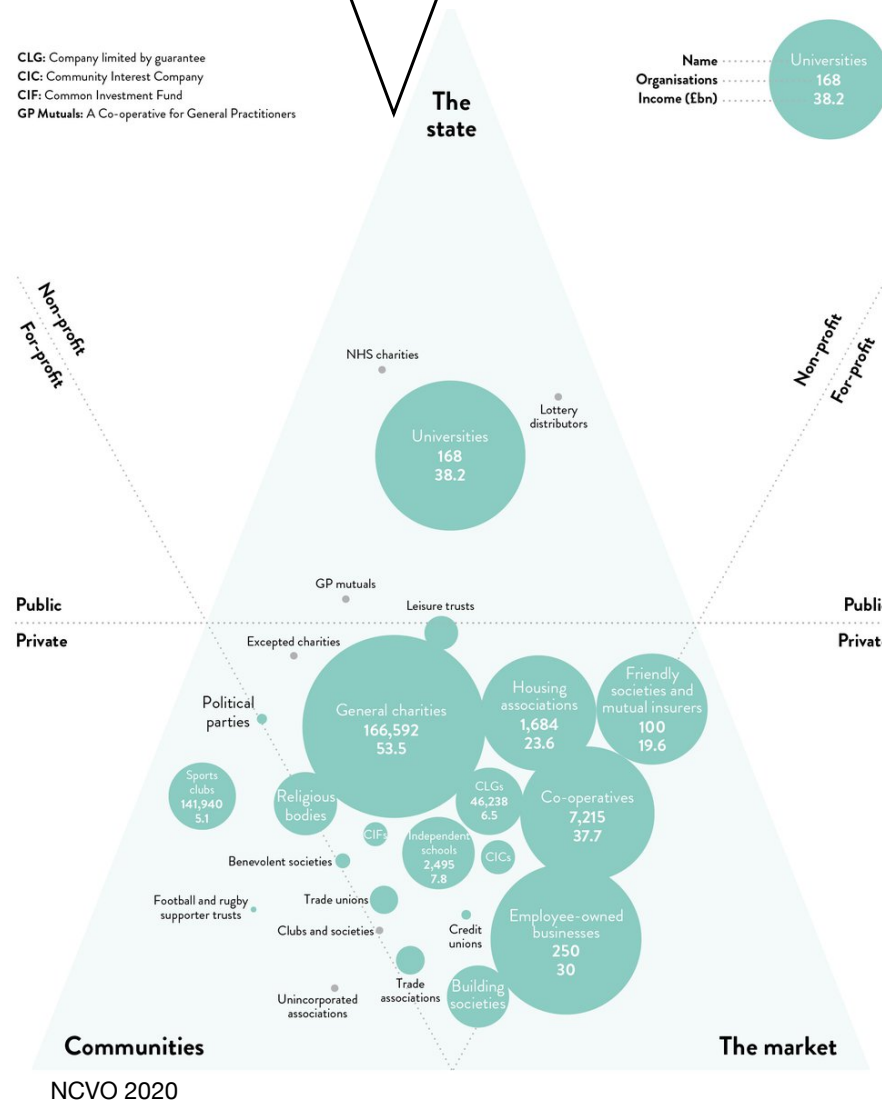 CLG: Company limited by guarantee
CIC: Community Interest Company
CIF: Common Investment Fund
GP Mutuals: A Co-operative for General Practitioners
Name
Organisations
Income (£bn)
Universities
168
38.2
The
state
Non-profit
For-profit
Non-profit
For-profit
NHS charities
Lottery
distributors
Universities
168
38.2
GP mutuals
Leisure trusts
Public
Publi
Private
Privat
Excepted charities
Political
parties
General charities
166,592
53.5
Housing
associations
1,684
23.6
Friendly
societies and
mutual insurers
100
19.6
Sports
clubs
141,940
5.1
Religious
bodies
CLGs
46,238
6.5
Co-operatives
7,215
37.7
CIFs
Independent
schools
2,495
7.8
CICs
Benevolent societies
Football and rugby
supporter trusts
Trade unions
Clubs and societies
Credit
unions
Employee-owned
businesses
250
30
Trade
associations
Building
societies
Unincorporated
associations
Communities
The market
NCVO 2020